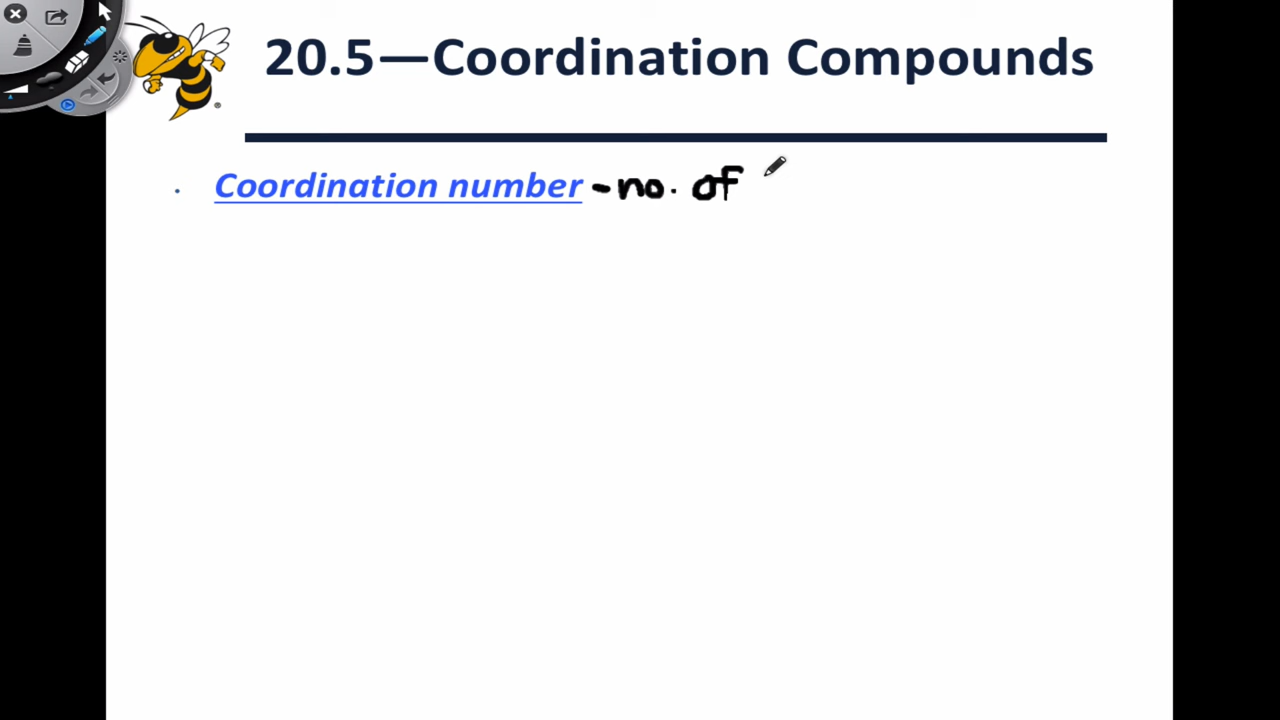 20.5—Coordination Compounds
· Coordination number - no. of